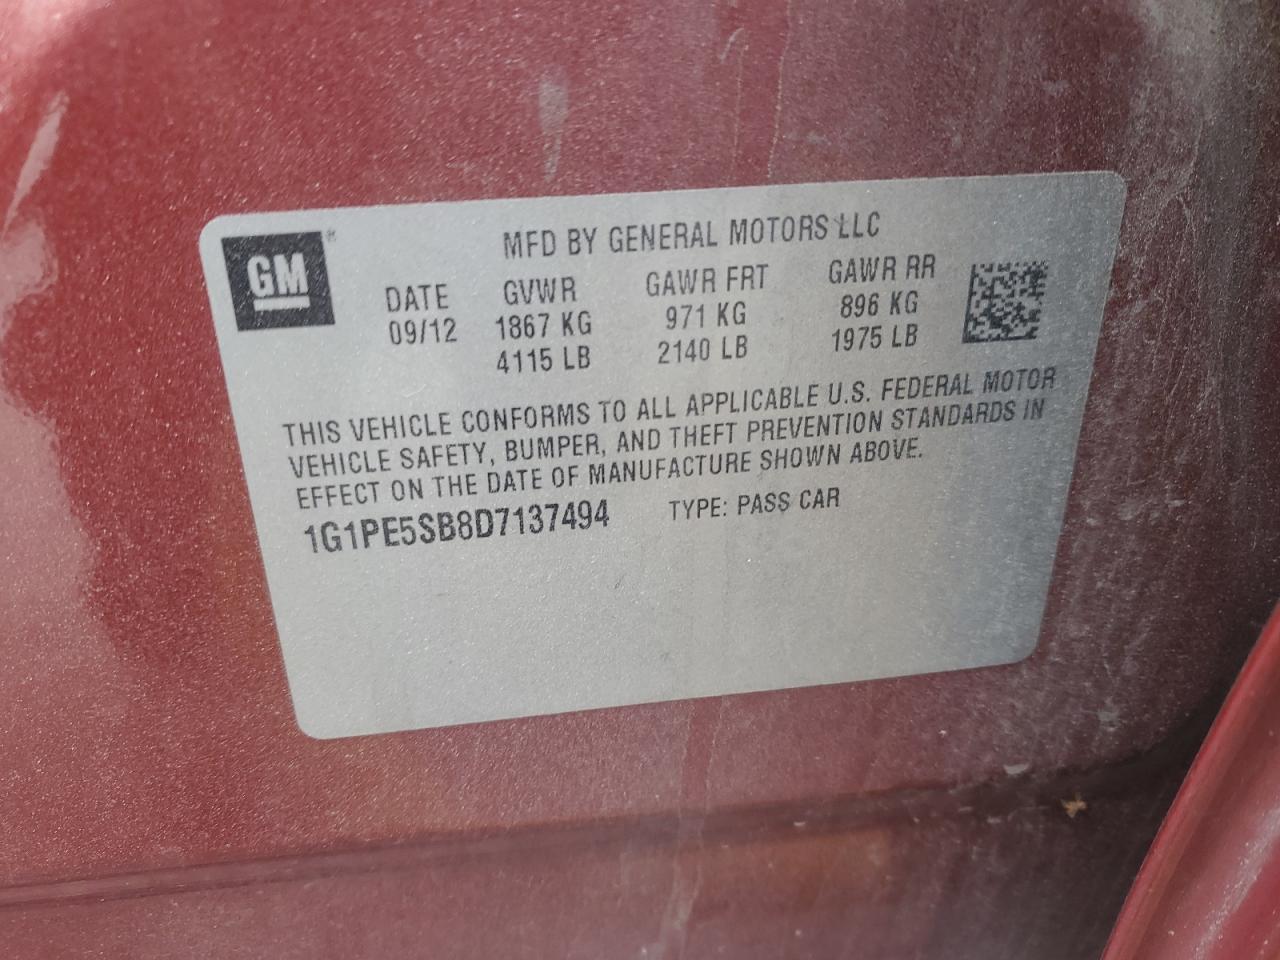 GM®
MFD BY GENERAL MOTORS LLC
DATE GVWR GAWR FRT GAWR RR
09/12 1867 KG 971 KG 896 KG
4115 LB 2140 LB 1975 LB
THIS VEHICLE CONFORMS TO ALL APPLICABLE U.S. FEDERAL MOTOR
VEHICLE SAFETY, BUMPER, AND THEFT PREVENTION STANDARDS IN
EFFECT ON THE DATE OF MANUFACTURE SHOWN ABOVE.
1G1PE5SB8D7137494 TYPE: PASS CAR